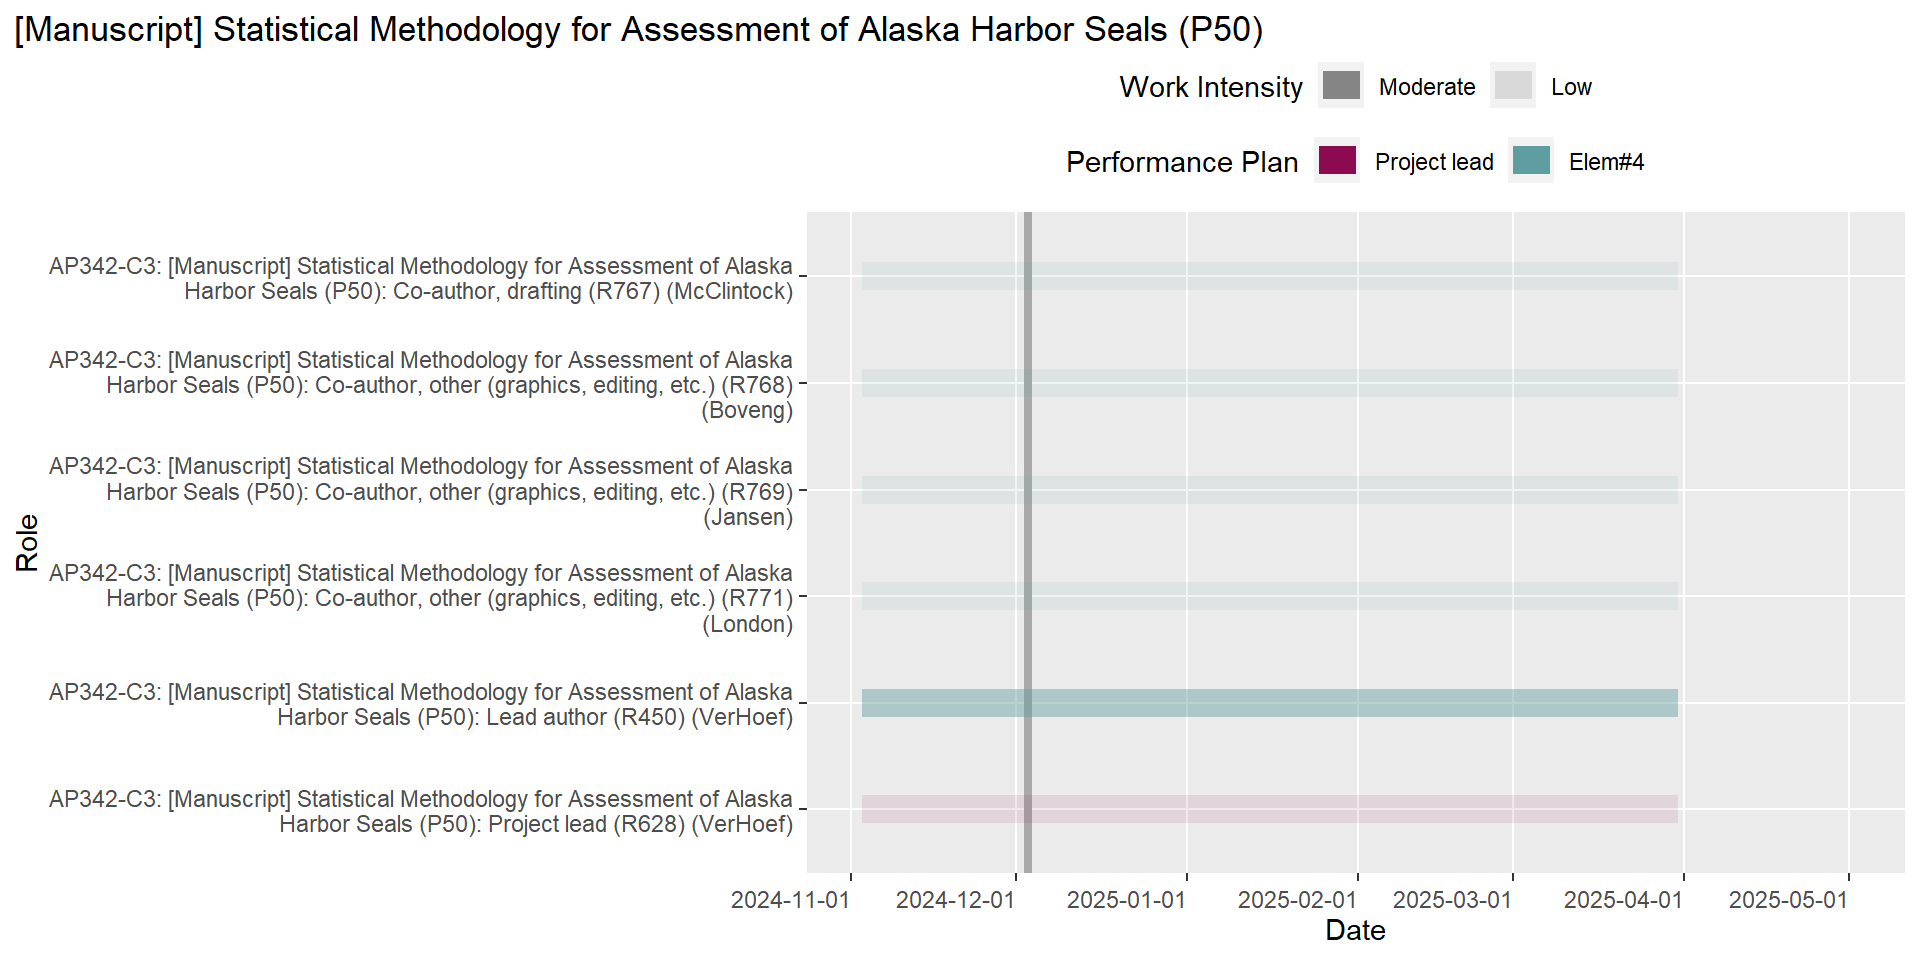 [Manuscript] Statistical Methodology for Assessment of Alaska Harbor Seals (P50)
Work Intensity Moderate Low
Performance Plan Project lead Elem#4
AP342-C3: [Manuscript] Statistical Methodology for Assessment of Alaska
Harbor Seals (P50): Co-author, drafting (R767) (McClintock)
AP342-C3: [Manuscript] Statistical Methodology for Assessment of Alaska
Harbor Seals (P50): Co-author, other (graphics, editing, etc.) (R768)
(Boveng)
AP342-C3: [Manuscript] Statistical Methodology for Assessment of Alaska
Harbor Seals (P50): Co-author, other (graphics, editing, etc.) (R769)
(Jansen)
AP342-C3: [Manuscript] Statistical Methodology for Assessment of Alaska
Harbor Seals (P50): Co-author, other (graphics, editing, etc.) (R771)
(London)
AP342-C3: [Manuscript] Statistical Methodology for Assessment of Alaska
Harbor Seals (P50): Lead author (R450) (VerHoef)
AP342-C3: [Manuscript] Statistical Methodology for Assessment of Alaska
Harbor Seals (P50): Project lead (R628) (VerHoef)
Role
2024-11-01 2024-12-01 2025-01-01 2025-02-01 2025-03-01 2025-04-01 2025-05-01
Date